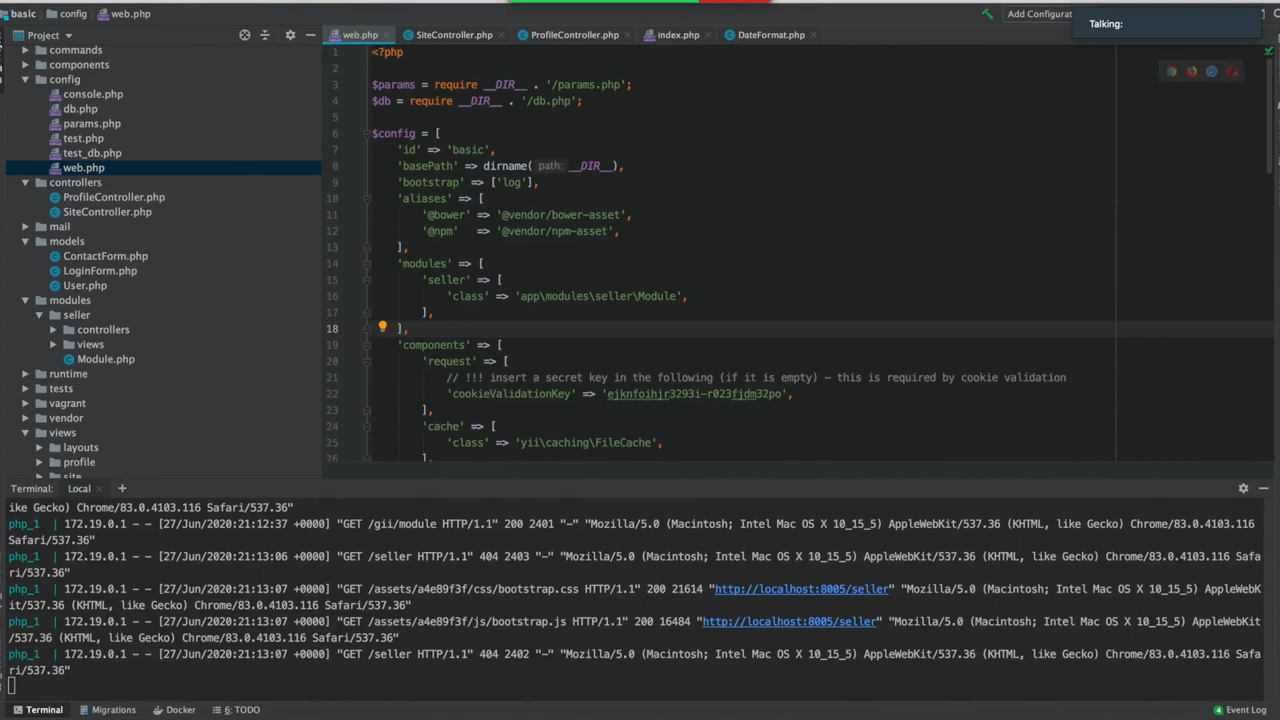 basic config web.php Add Configurat
Talking:
Project web.php SiteController.php ProfileController.php index.php DateFormat.php
commands
components
config
console.php
db.php
params.php
test.php
test_db.php
web.php
controllers
ProfileController.php
SiteController.php
mail
models
ContactForm.php
LoginForm.php
User.php
modules
seller
controllers
views
Module.php
runtime
tests
vagrant
vendor
views
layouts
profile
site
1 <?php
2
3 $params = require __DIR__ . '/params.php';
4 $db = require __DIR__ . '/db.php';
5
6 $config = [
7 'id' => 'basic',
8 'basePath' => dirname( path: __DIR__),
9 'bootstrap' => ['log'],
10 'aliases' => [
11 '@bower' => '@vendor/bower-asset',
12 '@npm' => '@vendor/npm-asset',
13 ],
14 'modules' => [
15 'seller' => [
16 'class' => 'app\modules\seller\Module',
17 ],
18 ],
19 'components' => [
20 'request' => [
21 // !!! insert a secret key in the following (if it is empty) - this is required by cookie validation
22 'cookieValidationKey' => 'ejknfoihjr3293i-r023fjdm32po',
23 ],
24 'cache' => [
25 'class' => 'yii\caching\FileCache',
26 ],
Terminal: Local +
ike Gecko) Chrome/83.0.4103.116 Safari/537.36"
php_1 | 172.19.0.1 - - [27/Jun/2020:21:12:37 +0000] "GET /gii/module HTTP/1.1" 200 2401 "-" "Mozilla/5.0 (Macintosh; Intel Mac OS X 10_15_5) AppleWebKit/537.36 (KHTML, like Gecko) Chrome/83.0.4103.116
Safari/537.36"
php_1 | 172.19.0.1 - - [27/Jun/2020:21:13:06 +0000] "GET /seller HTTP/1.1" 404 2403 "-" "Mozilla/5.0 (Macintosh; Intel Mac OS X 10_15_5) AppleWebKit/537.36 (KHTML, like Gecko) Chrome/83.0.4103.116 Safa
ri/537.36"
php_1 | 172.19.0.1 - - [27/Jun/2020:21:13:07 +0000] "GET /assets/a4e89f3f/css/bootstrap.css HTTP/1.1" 200 21614 "http://localhost:8005/seller" "Mozilla/5.0 (Macintosh; Intel Mac OS X 10_15_5) AppleWebK
it/537.36 (KHTML, like Gecko) Chrome/83.0.4103.116 Safari/537.36"
php_1 | 172.19.0.1 - - [27/Jun/2020:21:13:07 +0000] "GET /assets/a4e89f3f/js/bootstrap.js HTTP/1.1" 200 16484 "http://localhost:8005/seller" "Mozilla/5.0 (Macintosh; Intel Mac OS X 10_15_5) AppleWebKit
/537.36 (KHTML, like Gecko) Chrome/83.0.4103.116 Safari/537.36"
php_1 | 172.19.0.1 - - [27/Jun/2020:21:13:07 +0000] "GET /seller HTTP/1.1" 404 2402 "-" "Mozilla/5.0 (Macintosh; Intel Mac OS X 10_15_5) AppleWebKit/537.36 (KHTML, like Gecko) Chrome/83.0.4103.116 Safa
ri/537.36"
Terminal Migrations Docker 6: TODO 4 Event Log